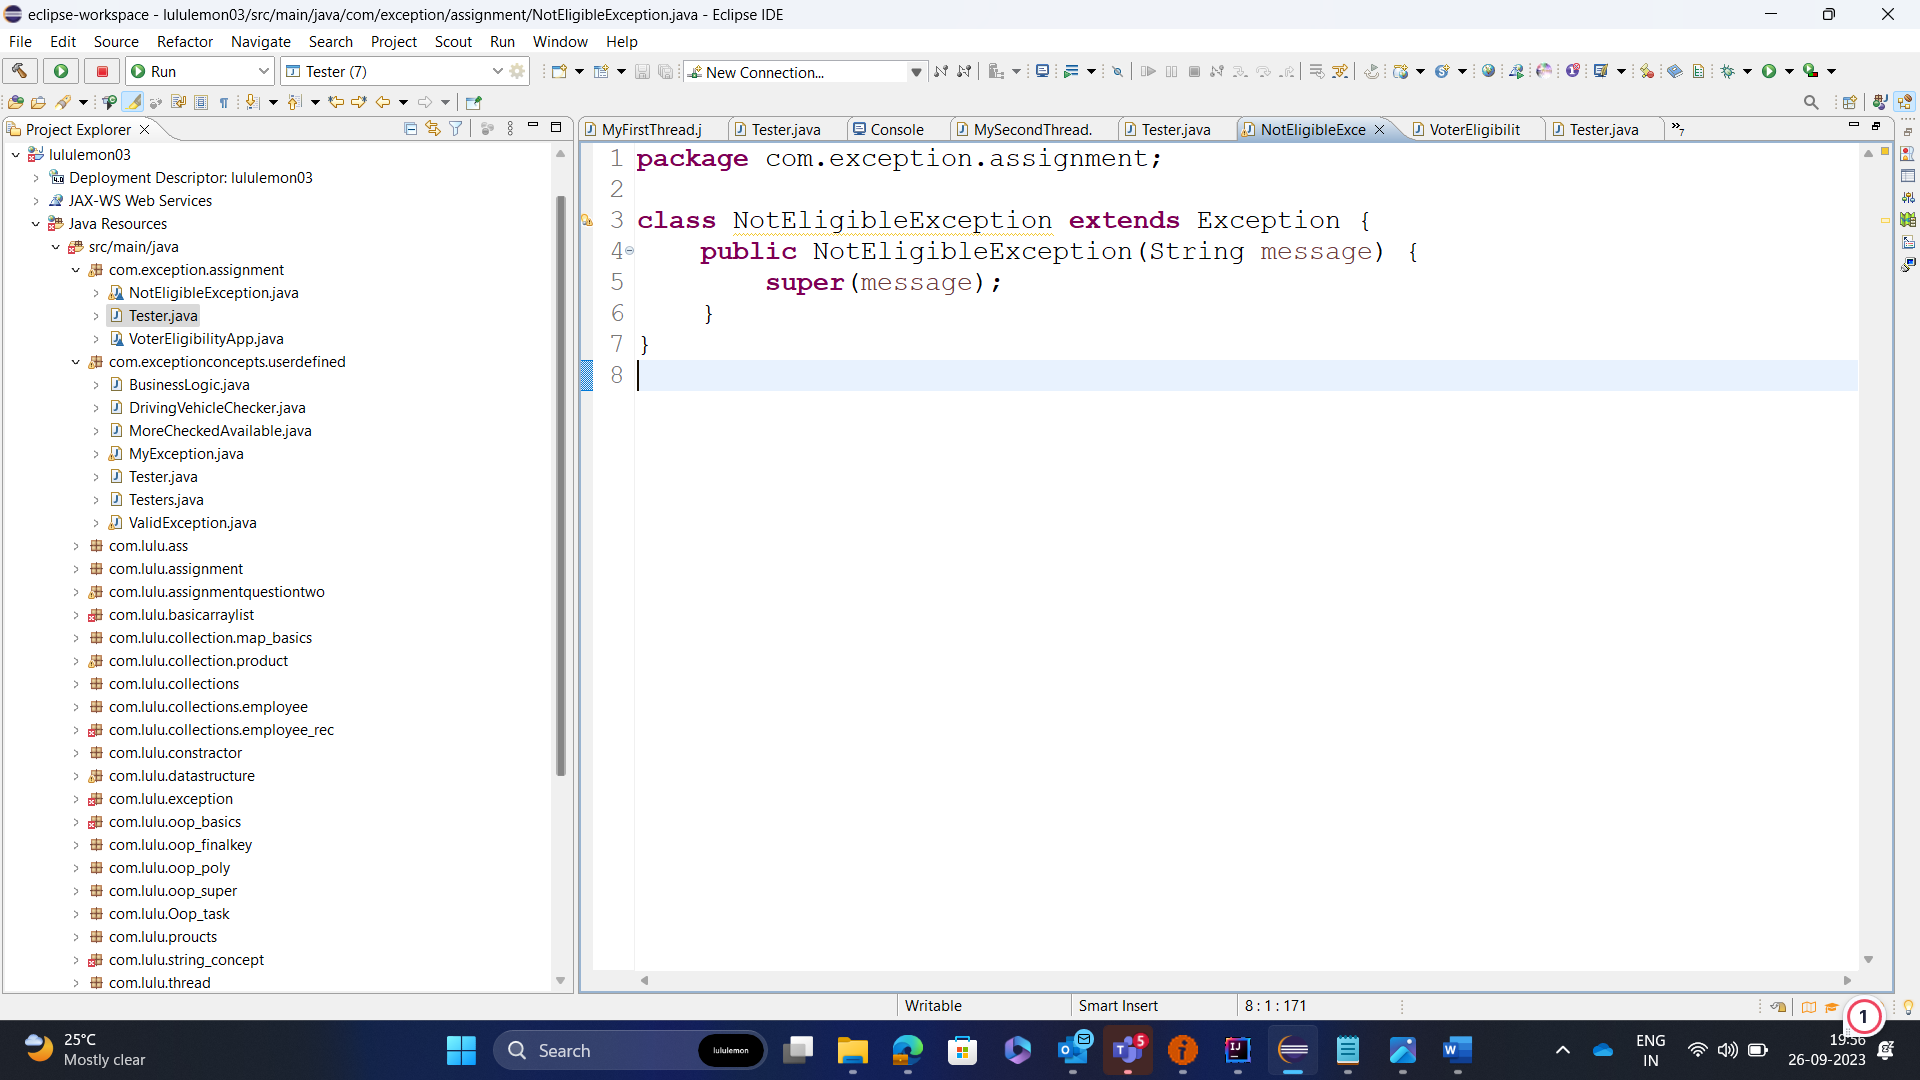 eclipse-workspace - lululemon03/src/main/java/com/exception/assignment/NotEligibleException.java - Eclipse IDE
File Edit Source Refactor Navigate Search Project Scout Run Window Help
Run
Tester (7)
New Connection...
Project Explorer
MyFirstThread.j
Tester.java
Console
MySecondThread.
Tester.java
NotEligibleExce
VoterEligibilit
Tester.java
»7
lululemon03
Deployment Descriptor: lululemon03
JAX-WS Web Services
Java Resources
src/main/java
com.exception.assignment
NotEligibleException.java
Tester.java
VoterEligibilityApp.java
com.exceptionconcepts.userdefined
BusinessLogic.java
DrivingVehicleChecker.java
MoreCheckedAvailable.java
MyException.java
Tester.java
Testers.java
ValidException.java
com.lulu.ass
com.lulu.assignment
com.lulu.assignmentquestiontwo
com.lulu.basicarraylist
com.lulu.collection.map_basics
com.lulu.collection.product
com.lulu.collections
com.lulu.collections.employee
com.lulu.collections.employee_rec
com.lulu.constractor
com.lulu.datastructure
com.lulu.exception
com.lulu.oop_basics
com.lulu.oop_finalkey
com.lulu.oop_poly
com.lulu.oop_super
com.lulu.Oop_task
com.lulu.proucts
com.lulu.string_concept
com.lulu.thread
1 package com.exception.assignment;
2
3 class NotEligibleException extends Exception {
4 public NotEligibleException(String message) {
5 super(message);
6 }
7 }
8
Writable
Smart Insert
8 : 1 : 171
1
25°C
Mostly clear
Search
lululemon
5
ENG
IN
19:56
26-09-2023